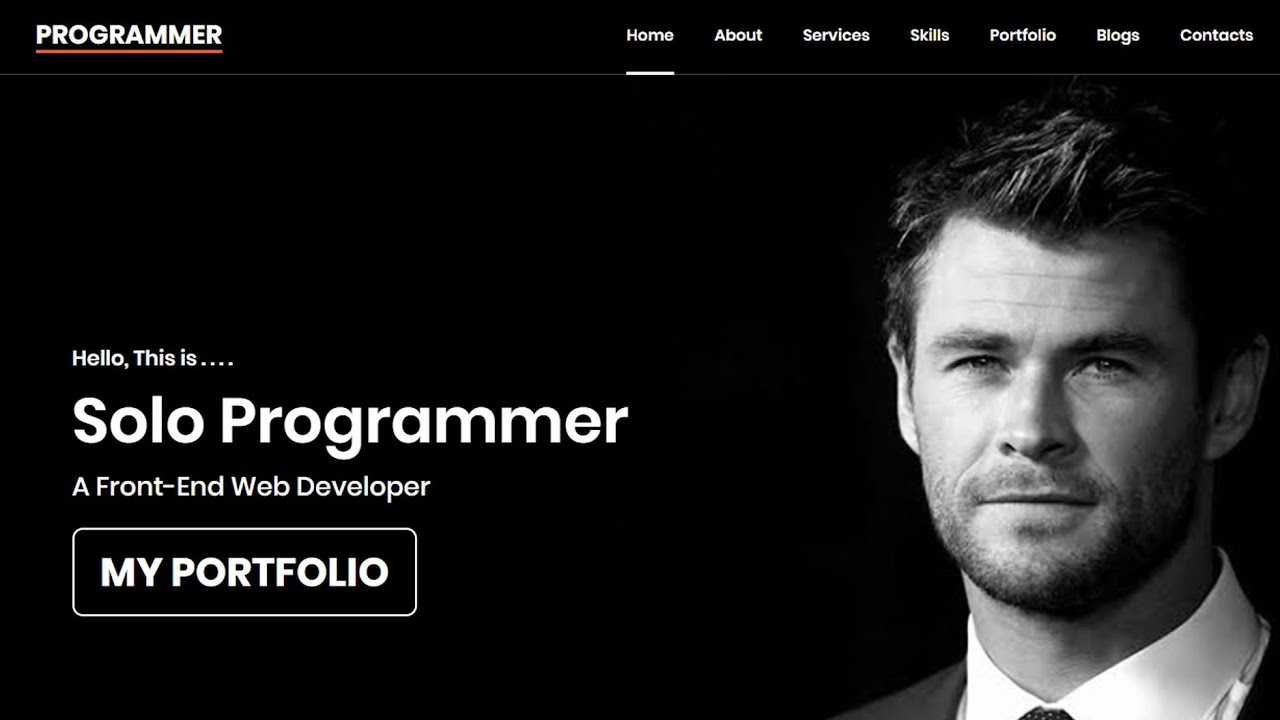 PROGRAMMER
Home About Services Skills Portfolio Blogs Contacts
Hello, This is . . . .
Solo Programmer
A Front-End Web Developer
MY PORTFOLIO